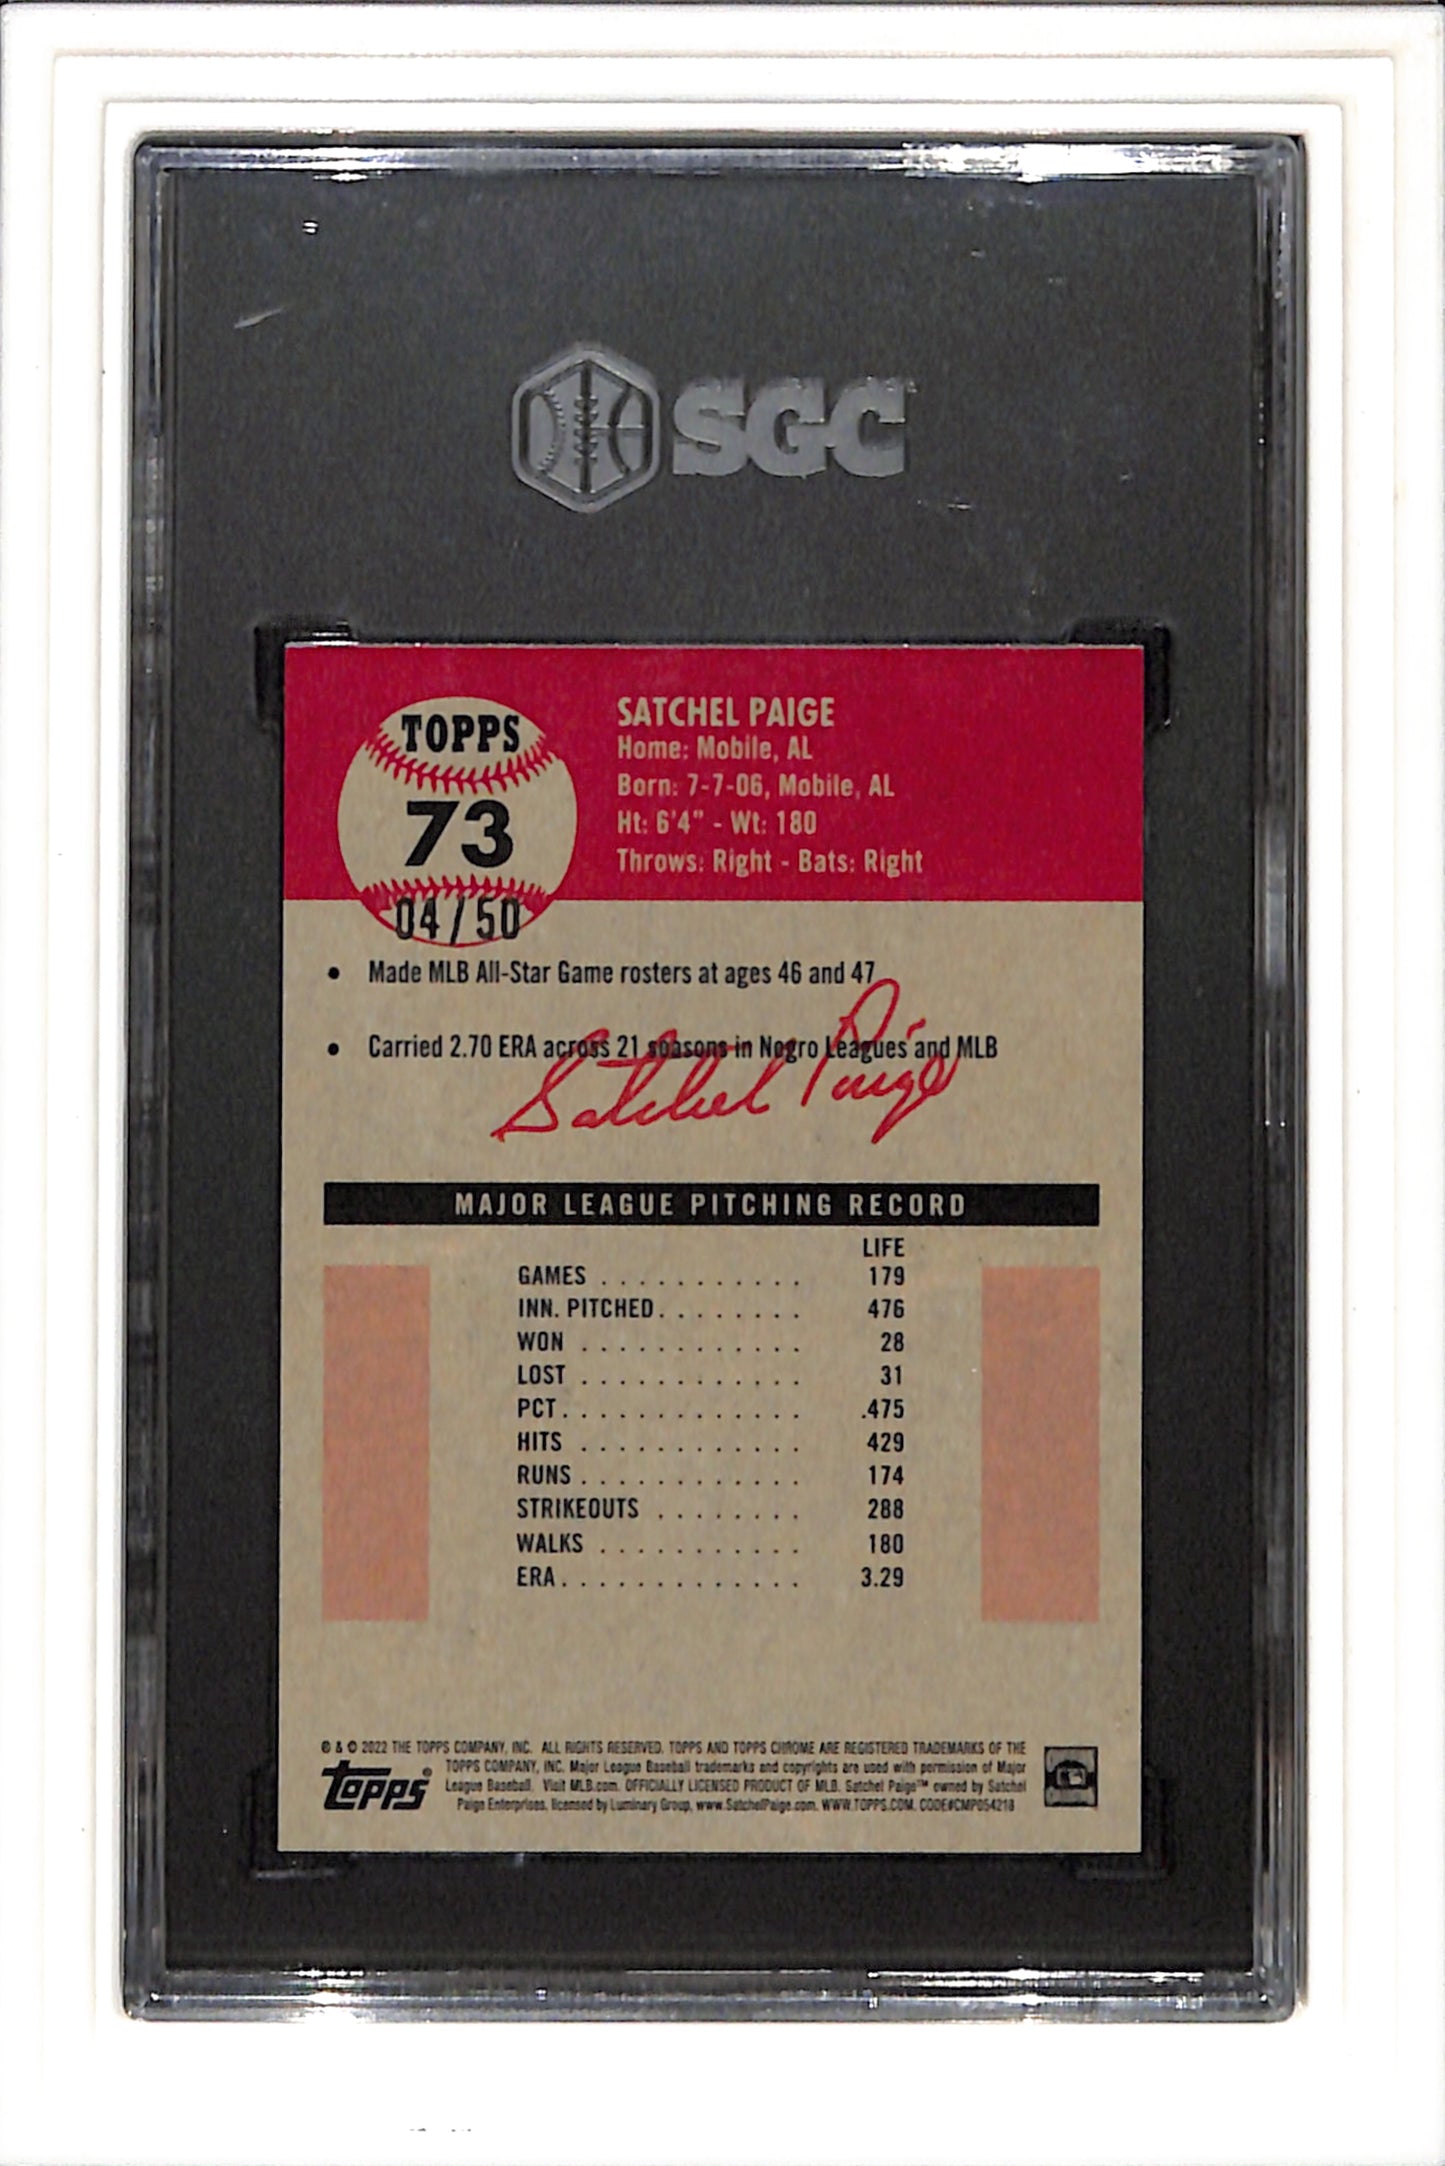 SGC
TOPPS
73
04/50
SATCHEL PAIGE
Home: Mobile, AL
Born: 7-7-06, Mobile, AL
Ht: 6'4" - Wt: 180
Throws: Right - Bats: Right
• Made MLB All-Star Game rosters at ages 46 and 47
• Carried 2.70 ERA across 21 seasons in Negro Leagues and MLB
Satchel Paige
MAJOR LEAGUE PITCHING RECORD
LIFE
GAMES . . . . . . . . . . . 179
INN. PITCHED . . . . . . . . 476
WON . . . . . . . . . . . . 28
LOST . . . . . . . . . . . . 31
PCT. . . . . . . . . . . . . .475
HITS . . . . . . . . . . . . 429
RUNS . . . . . . . . . . . . 174
STRIKEOUTS . . . . . . . . 288
WALKS . . . . . . . . . . . 180
ERA . . . . . . . . . . . . . 3.29
® & © 2022 THE TOPPS COMPANY, INC. ALL RIGHTS RESERVED. TOPPS AND TOPPS CHROME ARE REGISTERED TRADEMARKS OF THE
TOPPS COMPANY, INC. Major League Baseball trademarks and copyrights are used with permission of Major
League Baseball. Visit MLB.com. OFFICIALLY LICENSED PRODUCT OF MLB. Satchel Paige™ owned by Satchel
Paige Enterprises, licensed by Luminary Group, www.SatchelPaige.com. WWW.TOPPS.COM. CODE#CMP054218
Topps®